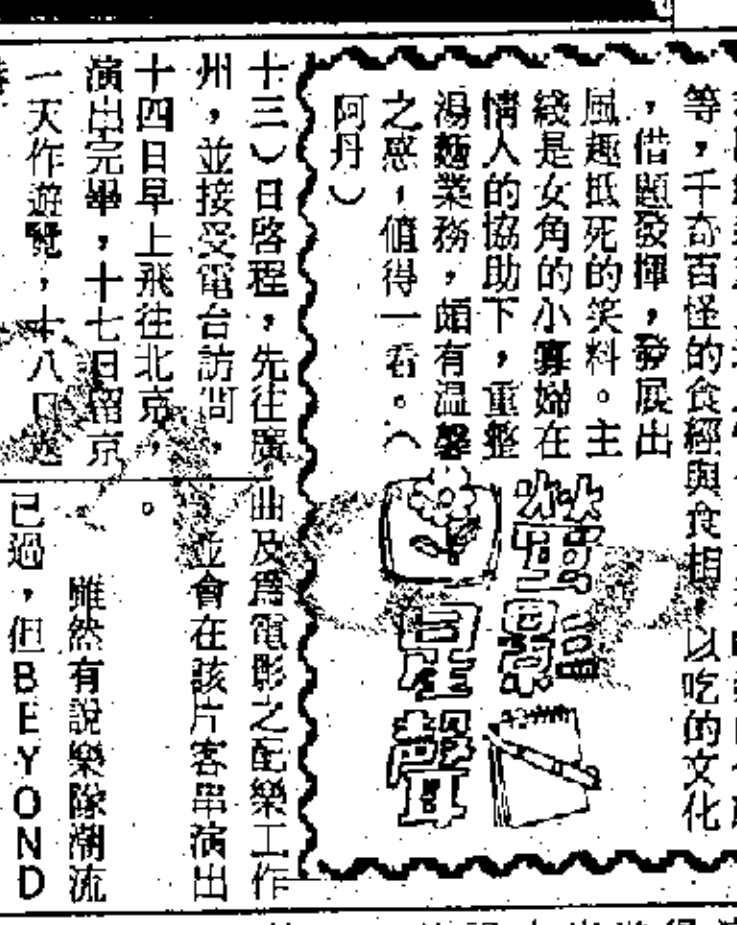 等，千奇百怪的食經與食相，以吃的文化
，借題發揮，發展出
風趣抵死的笑料。主
綫是女角的小寡婦在
情人的協助下，重整
湯麵業務，頗有温馨
之感，值得一看。（
阿丹）
螢影星聲
十三）日啓程，先往廣
州，並接受電台訪問，
十四日早上飛往北京，
演出完畢，十七日留京
一天作遊覽，十八日
曲及爲電影之配樂工作
，並會在該片客串演出
。
雖然有說樂隊潮流
已過，但BEYOND